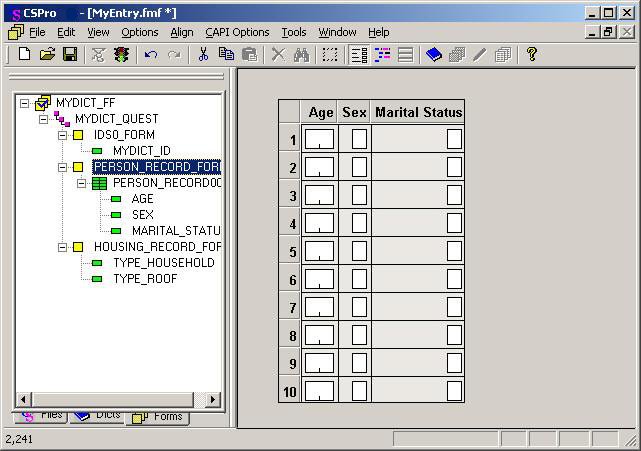 CSPro - [MyEntry.fmf *]
File Edit View Options Align CAPI Options Tools Window Help
MYDICT_FF
MYDICT_QUEST
IDS0_FORM
MYDICT_ID
PERSON_RECORD_FORI
PERSON_RECORD0C
AGE
SEX
MARITAL_STATU
HOUSING_RECORD_FOF
TYPE_HOUSEHOLD
TYPE_ROOF
Files Dicts Forms
Age Sex Marital Status
1
2
3
4
5
6
7
8
9
10
2,241